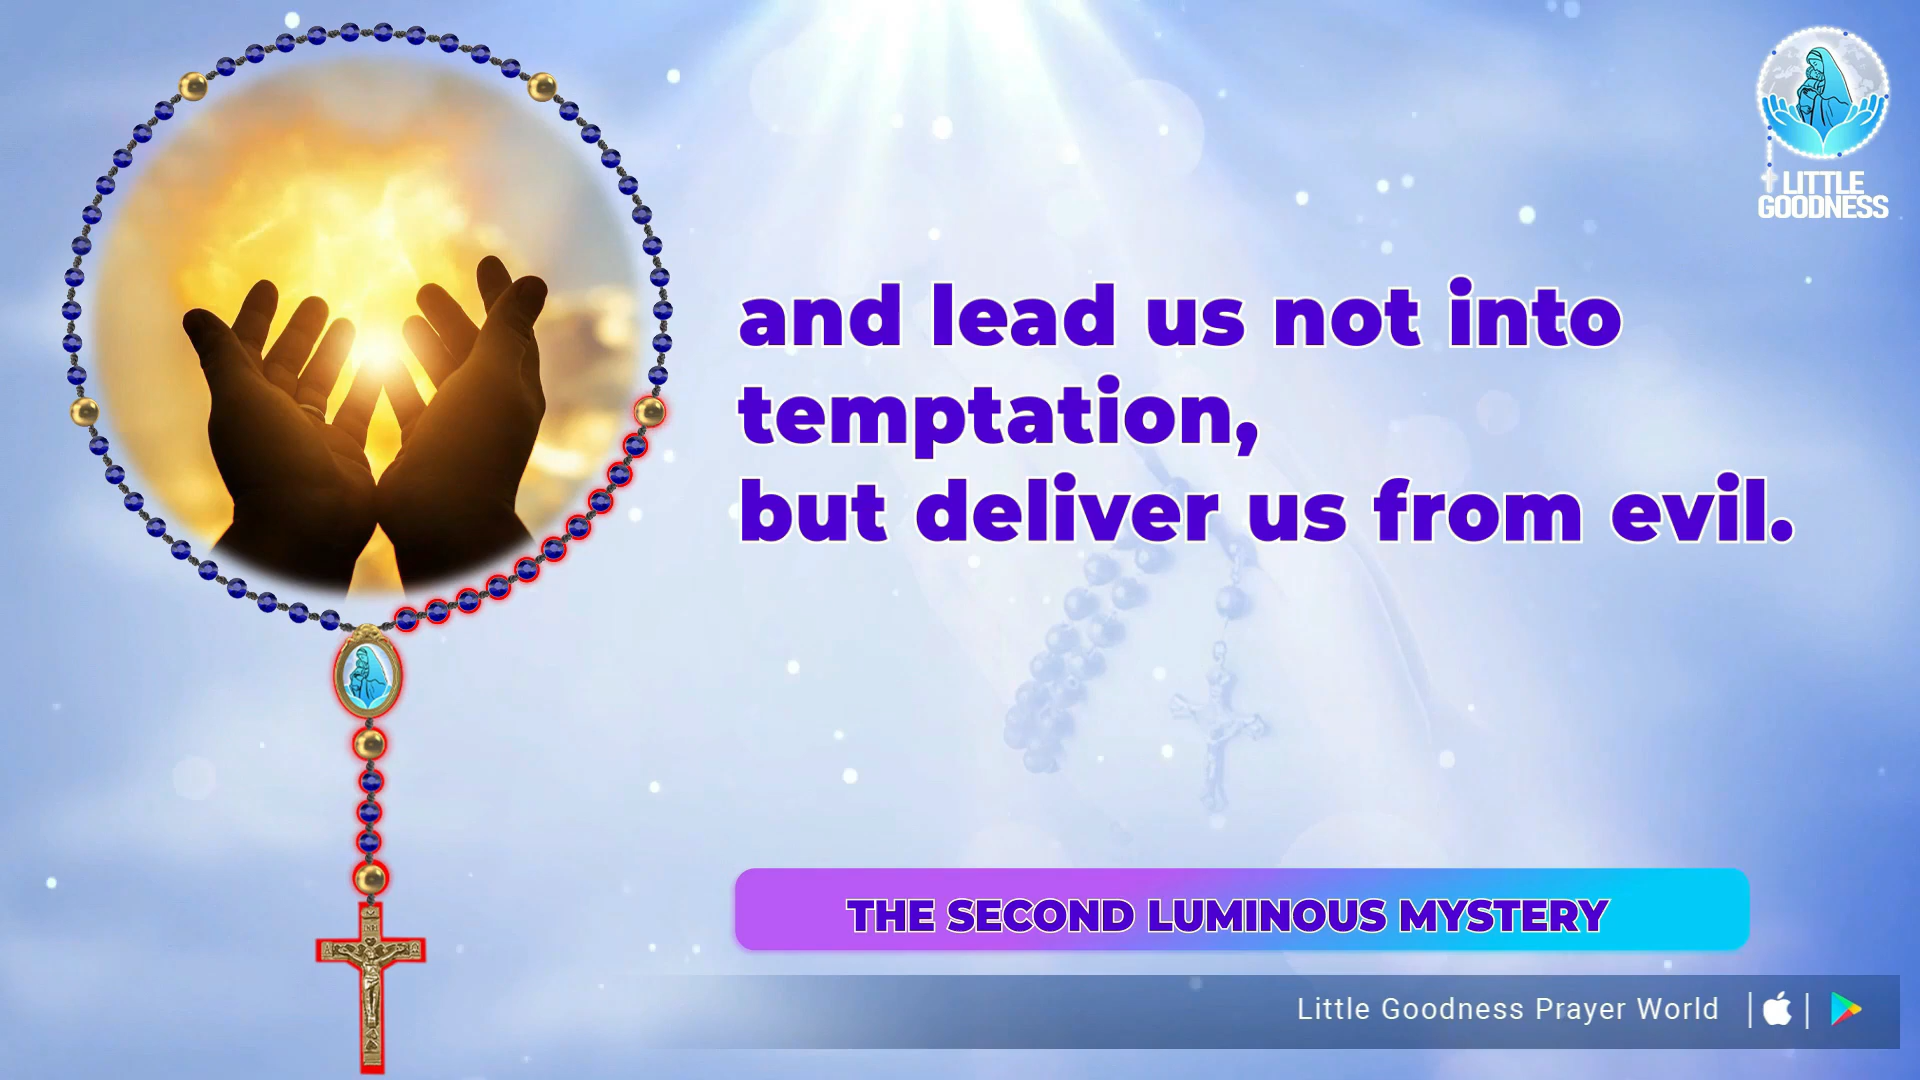 LITTLE
GOODNESS
and lead us not into
temptation,
but deliver us from evil.
THE SECOND LUMINOUS MYSTERY
Little Goodness Prayer World